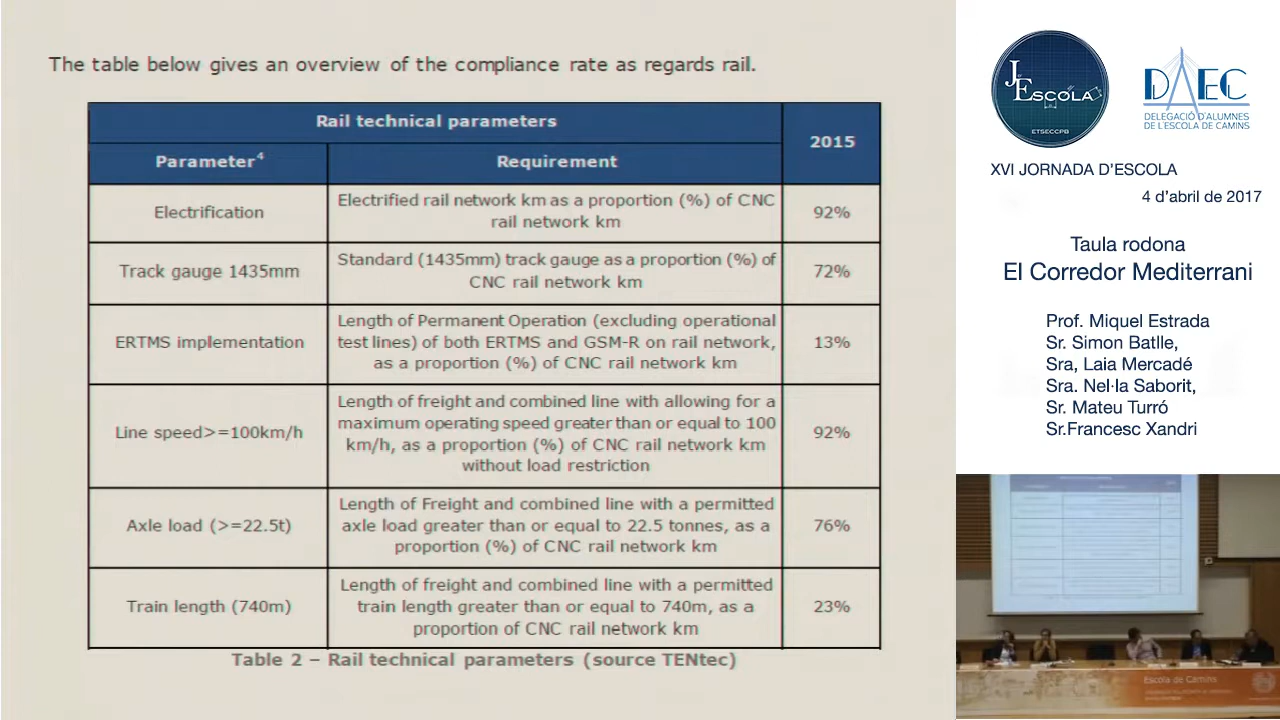 The table below gives an overview of the compliance rate as regards rail.
Rail technical parameters
2015
Parameter4
Requirement
Electrification
Electrified rail network km as a proportion (%) of CNC
rail network km
92%
Track gauge 1435mm
Standard (1435mm) track gauge as a proportion (%) of
CNC rail network km
72%
ERTMS implementation
Length of Permanent Operation (excluding operational
test lines) of both ERTMS and GSM-R on rail network,
as a proportion (%) of CNC rail network km
13%
Line speed>=100km/h
Length of freight and combined line with allowing for a
maximum operating speed greater than or equal to 100
km/h, as a proportion (%) of CNC rail network km
without load restriction
92%
Axle load (>=22.5t)
Length of Freight and combined line with a permitted
axle load greater than or equal to 22.5 tonnes, as a
proportion (%) of CNC rail network km
76%
Train length (740m)
Length of freight and combined line with a permitted
train length greater than or equal to 740m, as a
proportion of CNC rail network km
23%
Table 2 – Rail technical parameters (source TENtec)
JESCOLA
ETSECCPB
DAEC
DELEGACIÓ D'ALUMNES
DE L'ESCOLA DE CAMINS
XVI JORNADA D'ESCOLA
4 d'abril de 2017
Taula rodona
El Corredor Mediterrani
Prof. Miquel Estrada
Sr. Simon Batlle,
Sra, Laia Mercadé
Sra. Nel·la Saborit,
Sr. Mateu Turró
Sr.Francesc Xandri
Escola de Camins